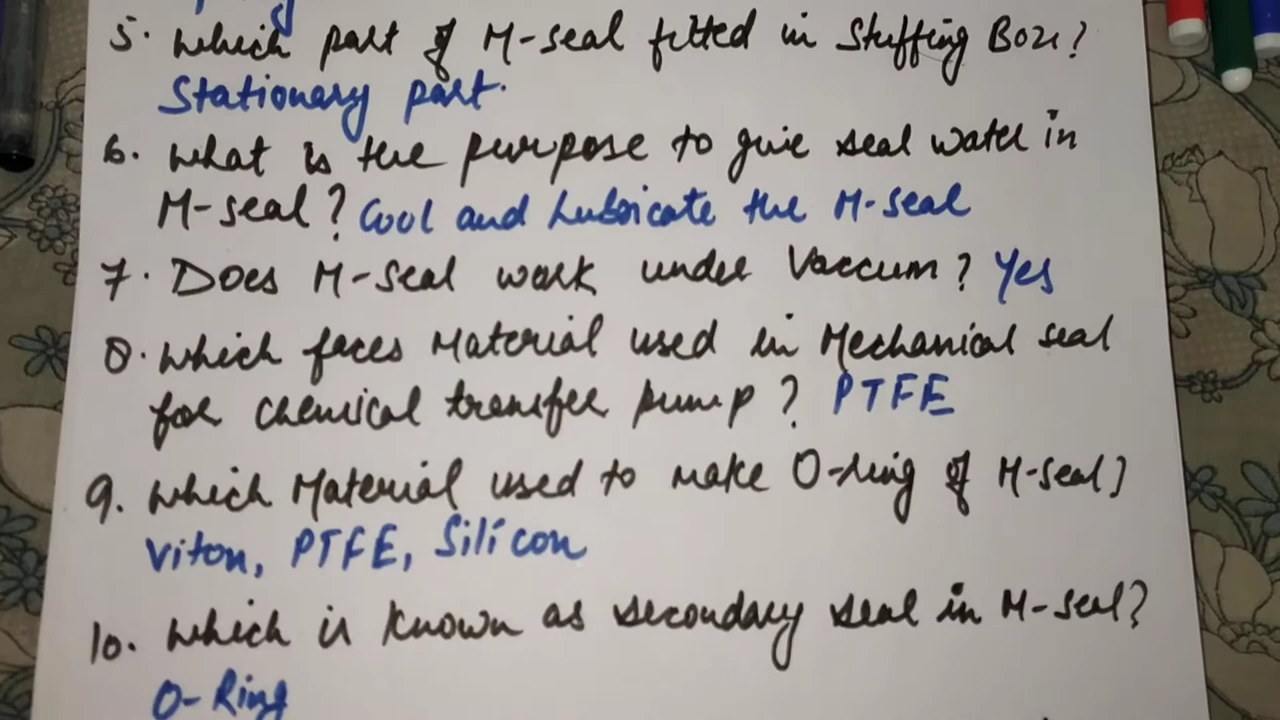 5. Which part of M-seal fitted in Stuffing Box?
Stationary part.
6. What is the purpose to give seal water in
M-seal? Cool and Lubricate the M-seal
7. Does M-seal work under Vaccum? Yes
8. Which faces Material used in Mechanical seal
for chemical transfer pump? PTFE
9. Which Material used to make O-ring of M-seal?
Viton, PTFE, Silicon
10. Which is known as secondary seal in M-seal?
O-Ring